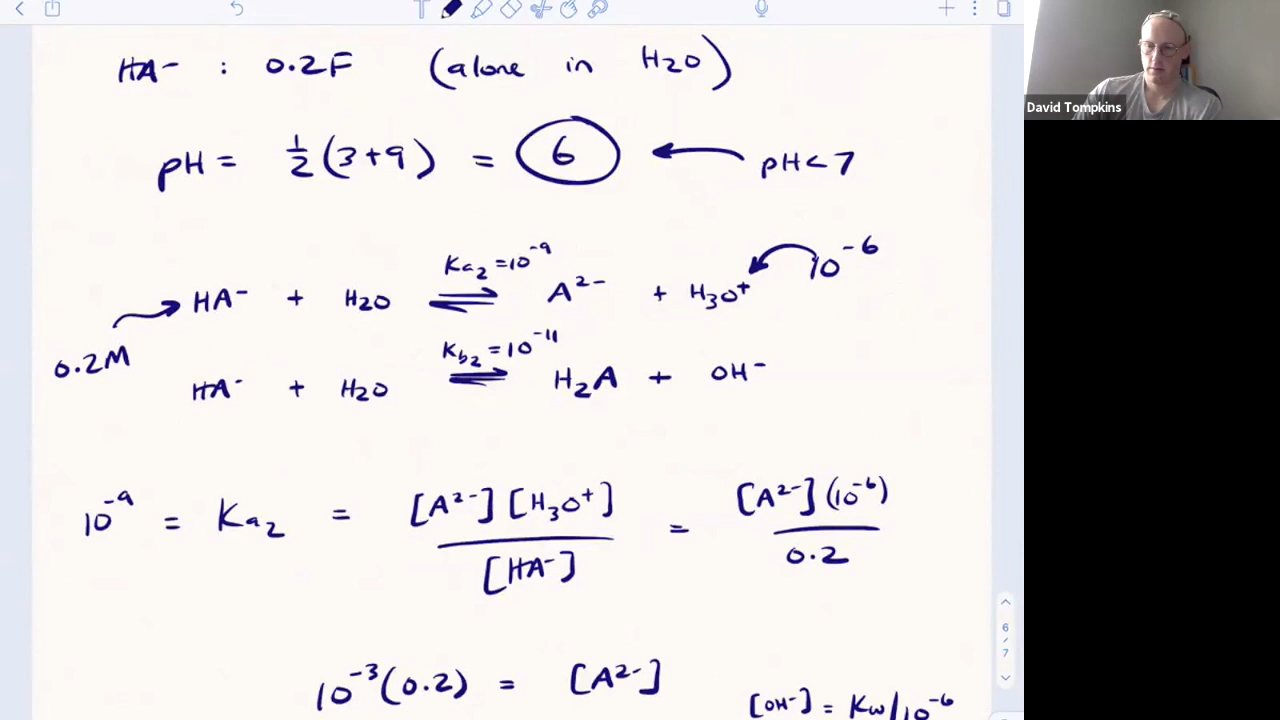 HA⁻ : 0.2F (alone in H₂O)
David Tompkins
pH = ½(3+9) = 6 ← pH<7
Ka₂ = 10⁻⁹
HA⁻ + H₂O ⇌ A²⁻ + H₃O⁺ 10⁻⁶
0.2M
Kb₂ = 10⁻¹¹
HA⁻ + H₂O ⇌ H₂A + OH⁻
10⁻⁹ = Ka₂ = [A²⁻][H₃O⁺] / [HA⁻] = [A²⁻](10⁻⁶) / 0.2
6
/
7
10⁻³(0.2) = [A²⁻]
[OH⁻] = Kw/10⁻⁶